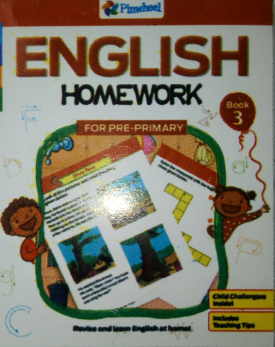 Pinwheel
ENGLISH
HOMEWORK
Book
3
FOR PRE-PRIMARY
Child Challengers
Inside!
Includes
Teaching Tips
Revise and learn English at home!